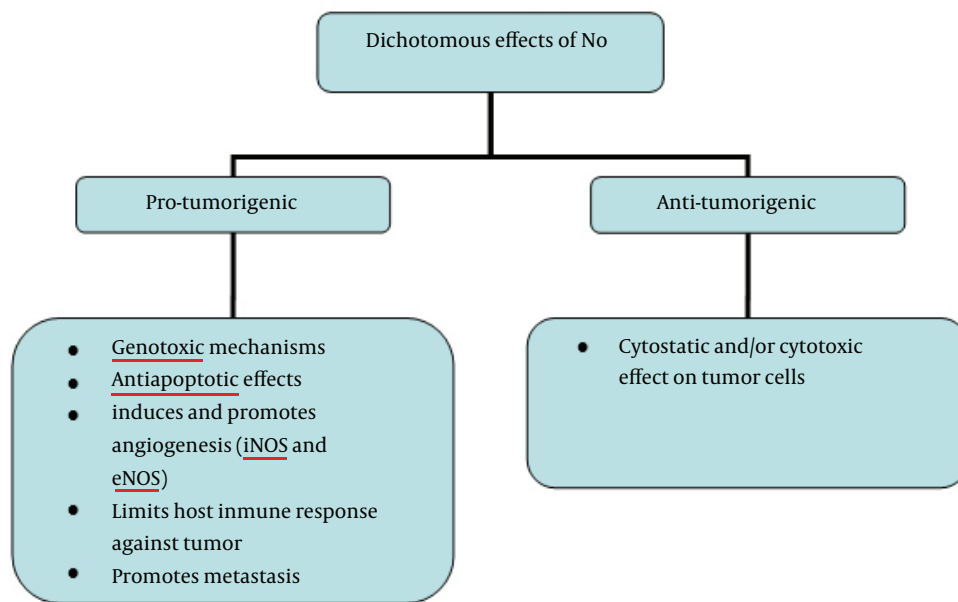 Dichotomous effects of No
Pro-tumorigenic
Anti-tumorigenic
• Genotoxic mechanisms
• Antiapoptotic effects
• induces and promotes
angiogenesis (iNOS and
eNOS)
• Limits host inmune response
against tumor
• Promotes metastasis
• Cytostatic and/or cytotoxic
effect on tumor cells